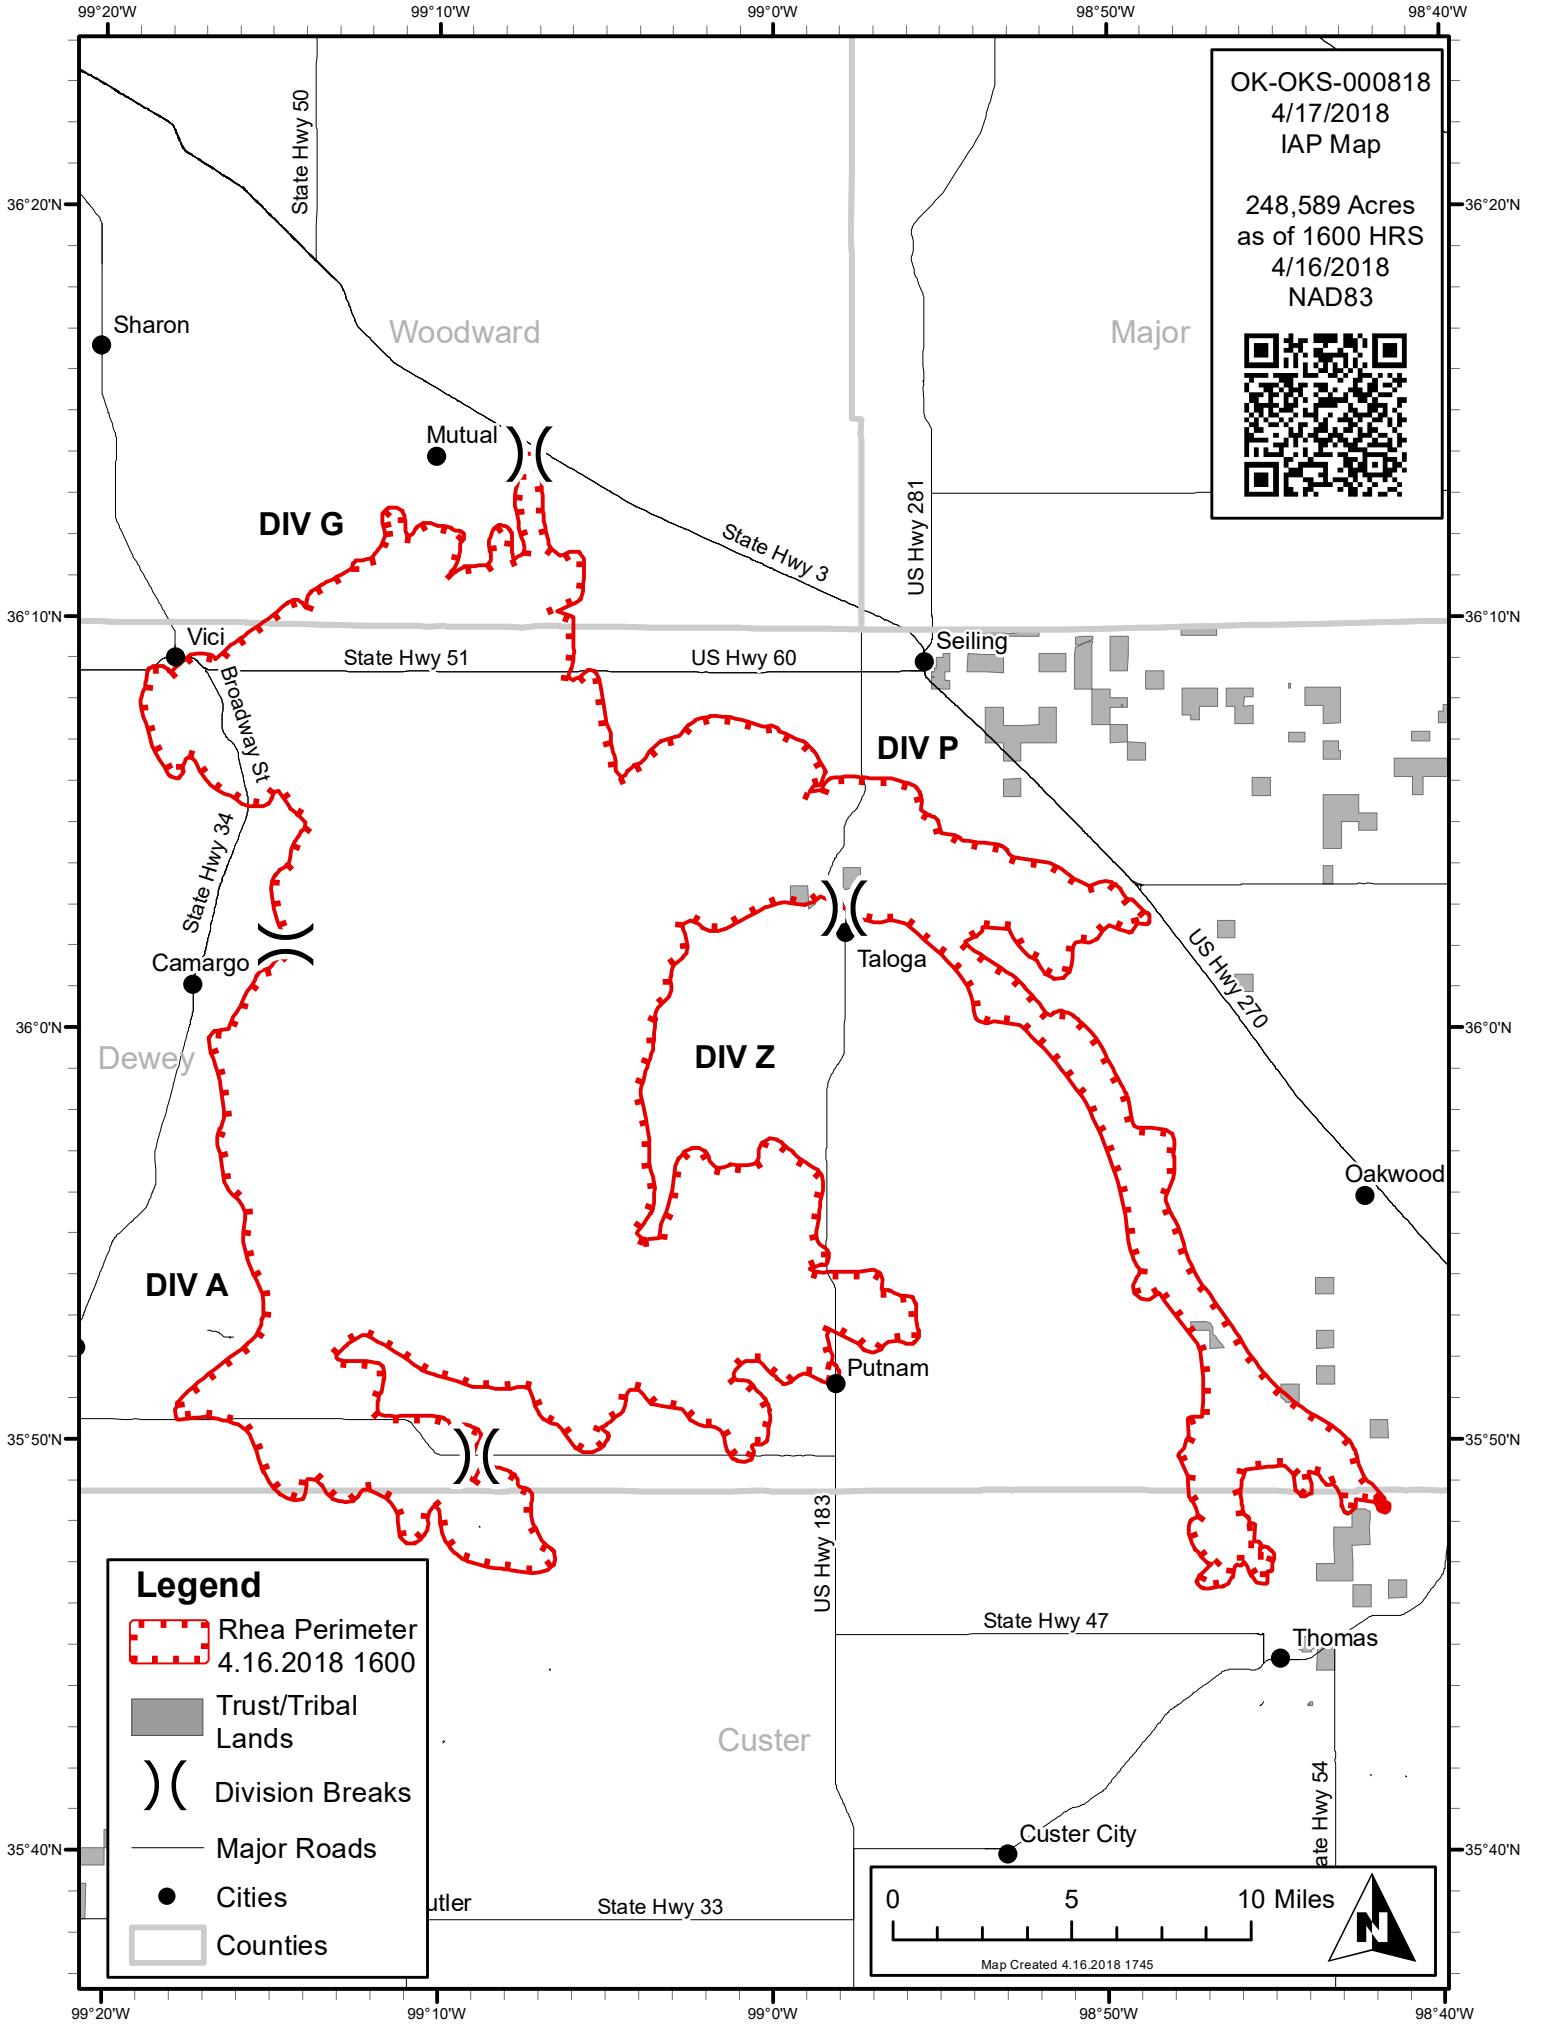 99°20'W
99°10'W
99°0'W
98°50'W
98°40'W
OK-OKS-000818
4/17/2018
IAP Map
248,589 Acres
as of 1600 HRS
4/16/2018
NAD83
State Hwy 50
36°20'N
36°20'N
Sharon
Woodward
Major
Mutual
DIV G
State Hwy 3
US Hwy 281
36°10'N
36°10'N
Vici
Seiling
State Hwy 51
US Hwy 60
Broadway St
DIV P
State Hwy 34
Camargo
Taloga
US Hwy 270
36°0'N
36°0'N
Dewey
DIV Z
Oakwood
DIV A
Putnam
35°50'N
35°50'N
US Hwy 183
Legend
Rhea Perimeter
4.16.2018 1600
Trust/Tribal
Lands
Division Breaks
Major Roads
Cities
Counties
State Hwy 47
Thomas
Custer
ate Hwy 54
Custer City
35°40'N
35°40'N
utler
State Hwy 33
0
5
10 Miles
N
Map Created 4.16.2018 1745
99°20'W
99°10'W
99°0'W
98°50'W
98°40'W